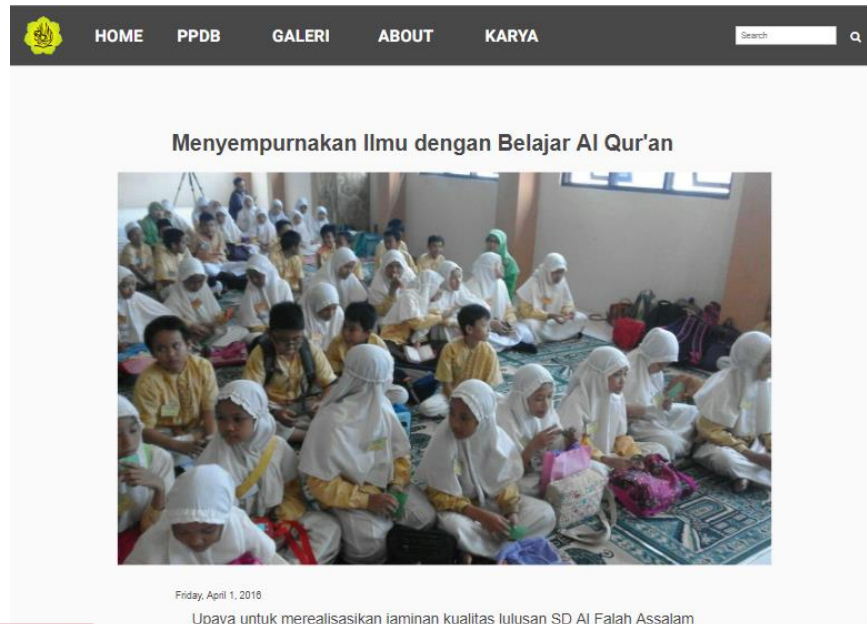 HOME PPDB GALERI ABOUT KARYA Search
Menyempurnakan Ilmu dengan Belajar Al Qur'an
Friday, April 1, 2016
Upaya untuk merealisasikan jaminan kualitas lulusan SD Al Falah Assalam